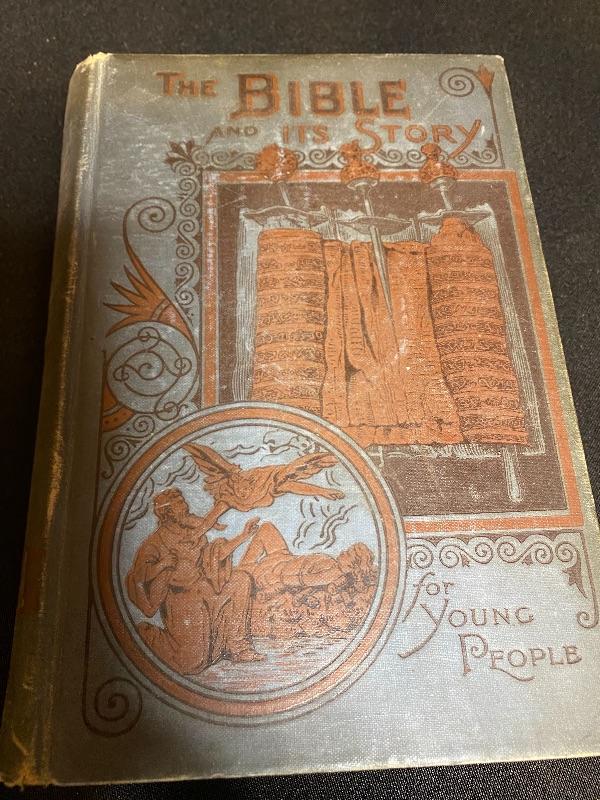 The Bible
and its Story
for
Young
People